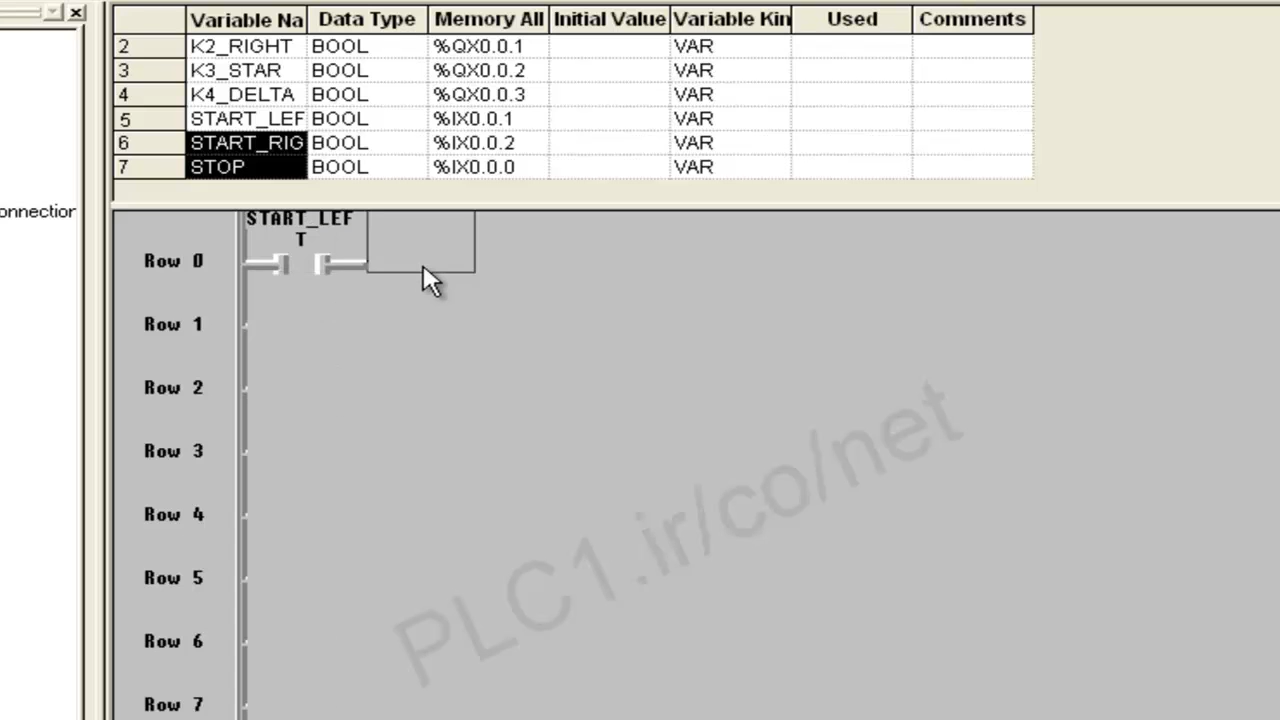 Variable Na Data Type Memory All Initial Value Variable Kin Used Comments
2 K2_RIGHT BOOL %QX0.0.1 VAR
3 K3_STAR BOOL %QX0.0.2 VAR
4 K4_DELTA BOOL %QX0.0.3 VAR
5 START_LEF BOOL %IX0.0.1 VAR
6 START_RIG BOOL %IX0.0.2 VAR
7 STOP BOOL %IX0.0.0 VAR
onnection
START_LEF
T
Row 0
Row 1
Row 2
Row 3
Row 4
Row 5
Row 6
Row 7
PLC1.ir/co/net